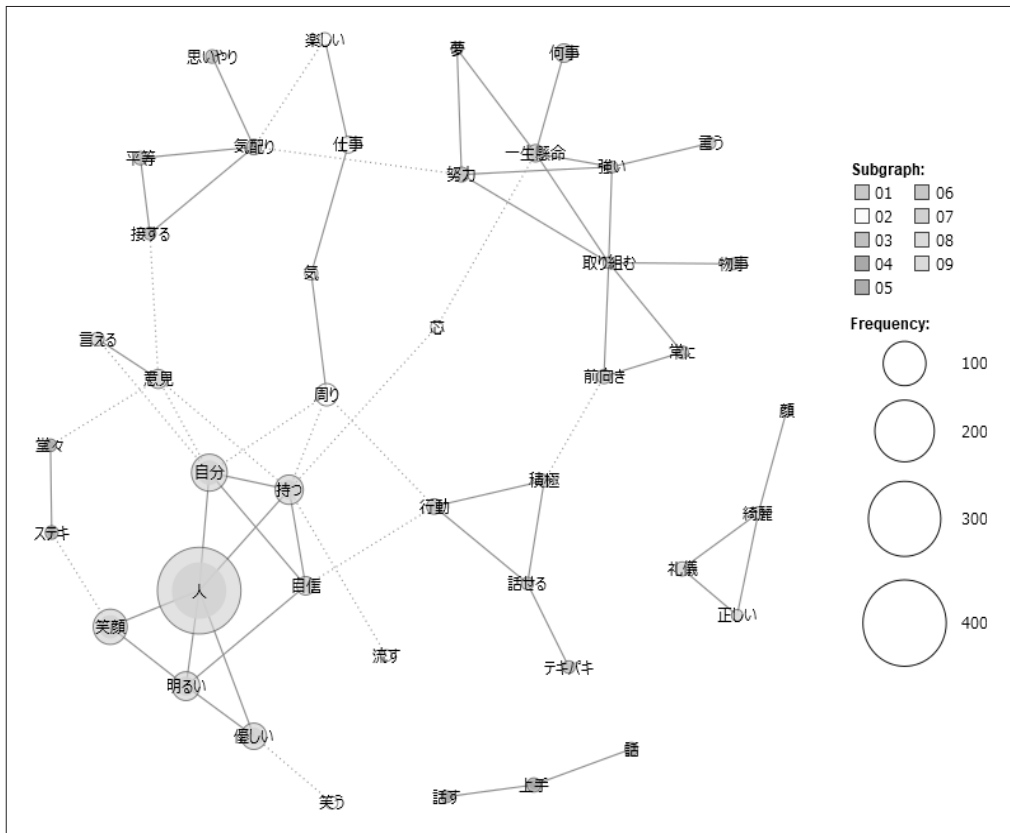 楽しい
夢
何事
思いやり
気配り
仕事
一生懸命
言う
平等
努力
強い
接する
気
取り組む
物事
言える
意見
芯
常に
周り
前向き
顔
堂々
自分
持つ
積極
行動
綺麗
ステキ
人
自信
話せる
礼儀
正しい
笑顔
流す
テキパキ
明るい
優しい
笑う
話
上手
話す
Subgraph:
01
06
02
07
03
08
04
09
05
Frequency:
100
200
300
400